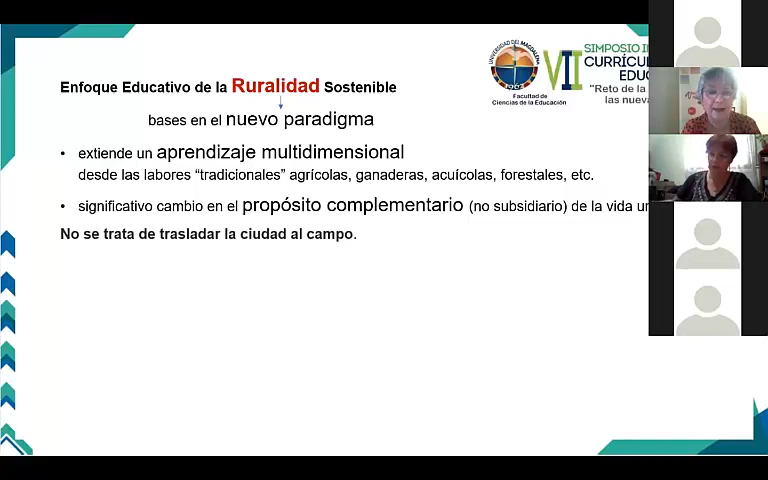 UNIVERSIDAD DEL MAGDALENA
Facultad de
Ciencias de la Educación
VII
SIMPOSIO
CURRÍCU
EDU
"Reto de la
las nueva
Enfoque Educativo de la Ruralidad Sostenible
bases en el nuevo paradigma
• extiende un aprendizaje multidimensional
desde las labores “tradicionales” agrícolas, ganaderas, acuícolas, forestales, etc.
• significativo cambio en el propósito complementario (no subsidiario) de la vida
No se trata de trasladar la ciudad al campo.